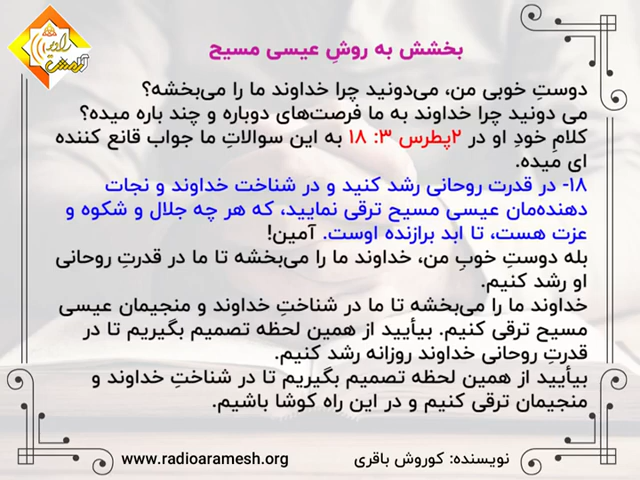 رادیو
آرامش
بخشش به روشِ عیسی مسیح
دوستِ خوبی من، می‌دونید چرا خداوند ما را می‌بخشه؟
می دونید چرا خداوند به ما فرصت‌های دوباره و چند باره میده؟
کلامِ خودِ او در ۲پطرس ۳: ۱۸ به این سوالاتِ ما جواب قانع کننده
ای میده.
۱۸- در قدرت روحانی رشد کنید و در شناخت خداوند و نجات
دهنده‌مان عیسی مسیح ترقی نمایید، که هر چه جلال و شکوه و
عزت هست، تا ابد برازنده اوست. آمین!
بله دوستِ خوبِ من، خداوند ما را می‌بخشه تا ما در قدرتِ روحانی
او رشد کنیم.
خداوند ما را می‌بخشه تا ما در شناختِ خداوند و منجیمان عیسی
مسیح ترقی کنیم. بیأیید از همین لحظه تصمیم بگیریم تا در
قدرتِ روحانی خداوند روزانه رشد کنیم.
بیأیید از همین لحظه تصمیم بگیریم تا در شناختِ خداوند و
منجیمان ترقی کنیم و در این راه کوشا باشیم.
نویسنده: کوروش باقری
www.radioaramesh.org